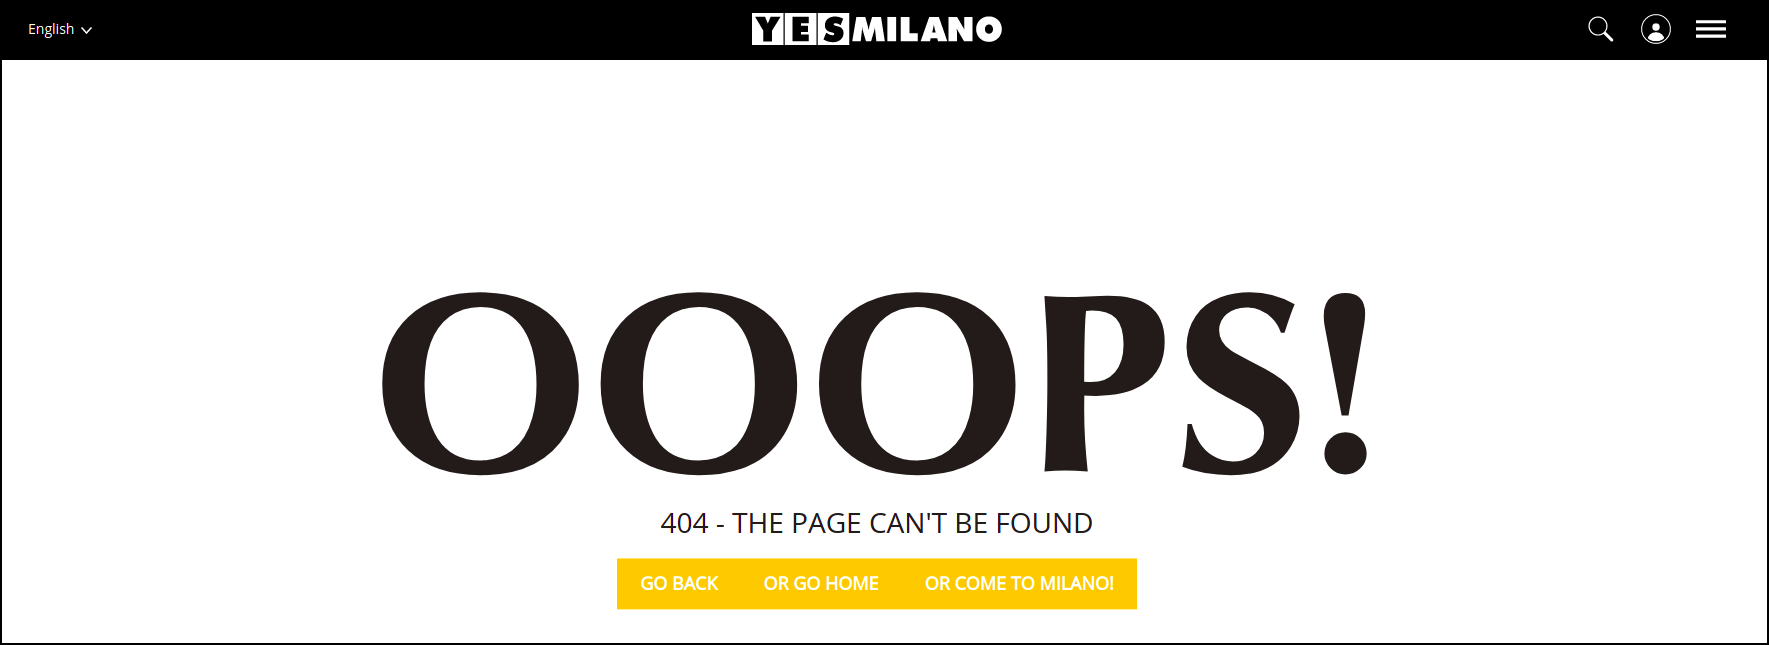 English
YESMILANO
OOOPS!
404 - THE PAGE CAN'T BE FOUND
GO BACK OR GO HOME OR COME TO MILANO!